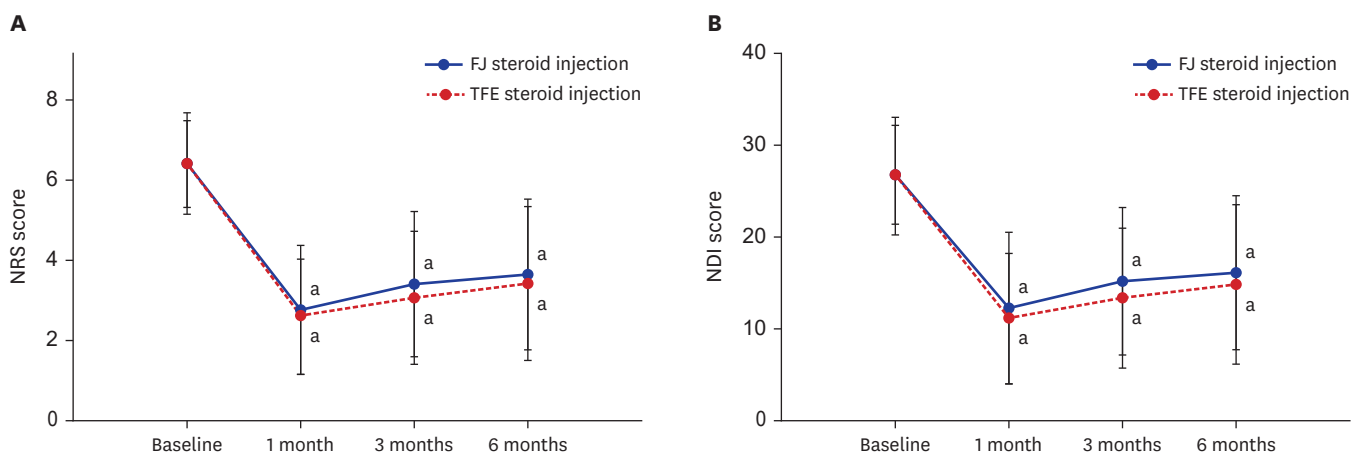 A
FJ steroid injection
TFE steroid injection
NRS score
8
6
4
2
0
a
a
a
a
a
a
Baseline
1 month
3 months
6 months
B
FJ steroid injection
TFE steroid injection
NDI score
40
30
20
10
0
a
a
a
a
a
a
Baseline
1 month
3 months
6 months